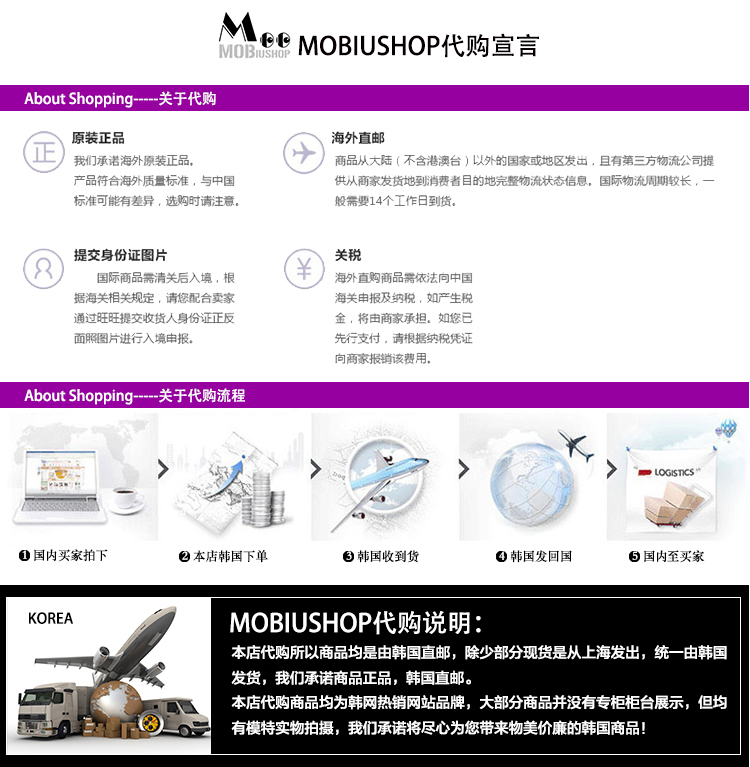 MOBIUSHOP
MOBIUSHOP代购宣言
About Shopping-----关于代购
正
原装正品
我们承诺海外原装正品。
产品符合海外质量标准，与中国
标准可能有差异，选购时请注意。
海外直邮
商品从大陆（不含港澳台）以外的国家或地区发出，且有第三方物流公司提
供从商家发货地到消费者目的地完整物流状态信息。国际物流周期较长，一
般需要14个工作日到货。
提交身份证图片
国际商品需清关后入境，根
据海关相关规定，请您配合卖家
通过旺旺提交收货人身份证正反
面照图片进行入境申报。
¥
关税
海外直购商品需依法向中国
海关申报及纳税，如产生税
金，将由商家承担。如您已
先行支付，请根据纳税凭证
向商家报销该费用。
About Shopping-----关于代购流程
LOGISTICS
❶国内买家拍下
❷本店韩国下单
❸韩国收到货
❹韩国发回国
❺国内至买家
KOREA
MOBIUSHOP代购说明：
本店代购所以商品均是由韩国直邮，除少部分现货是从上海发出，统一由韩国
发货，我们承诺商品正品，韩国直邮。
本店代购商品均为韩网热销网站品牌，大部分商品并没有专柜柜台展示，但均
有模特实物拍摄，我们承诺将尽心为您带来物美价廉的韩国商品！